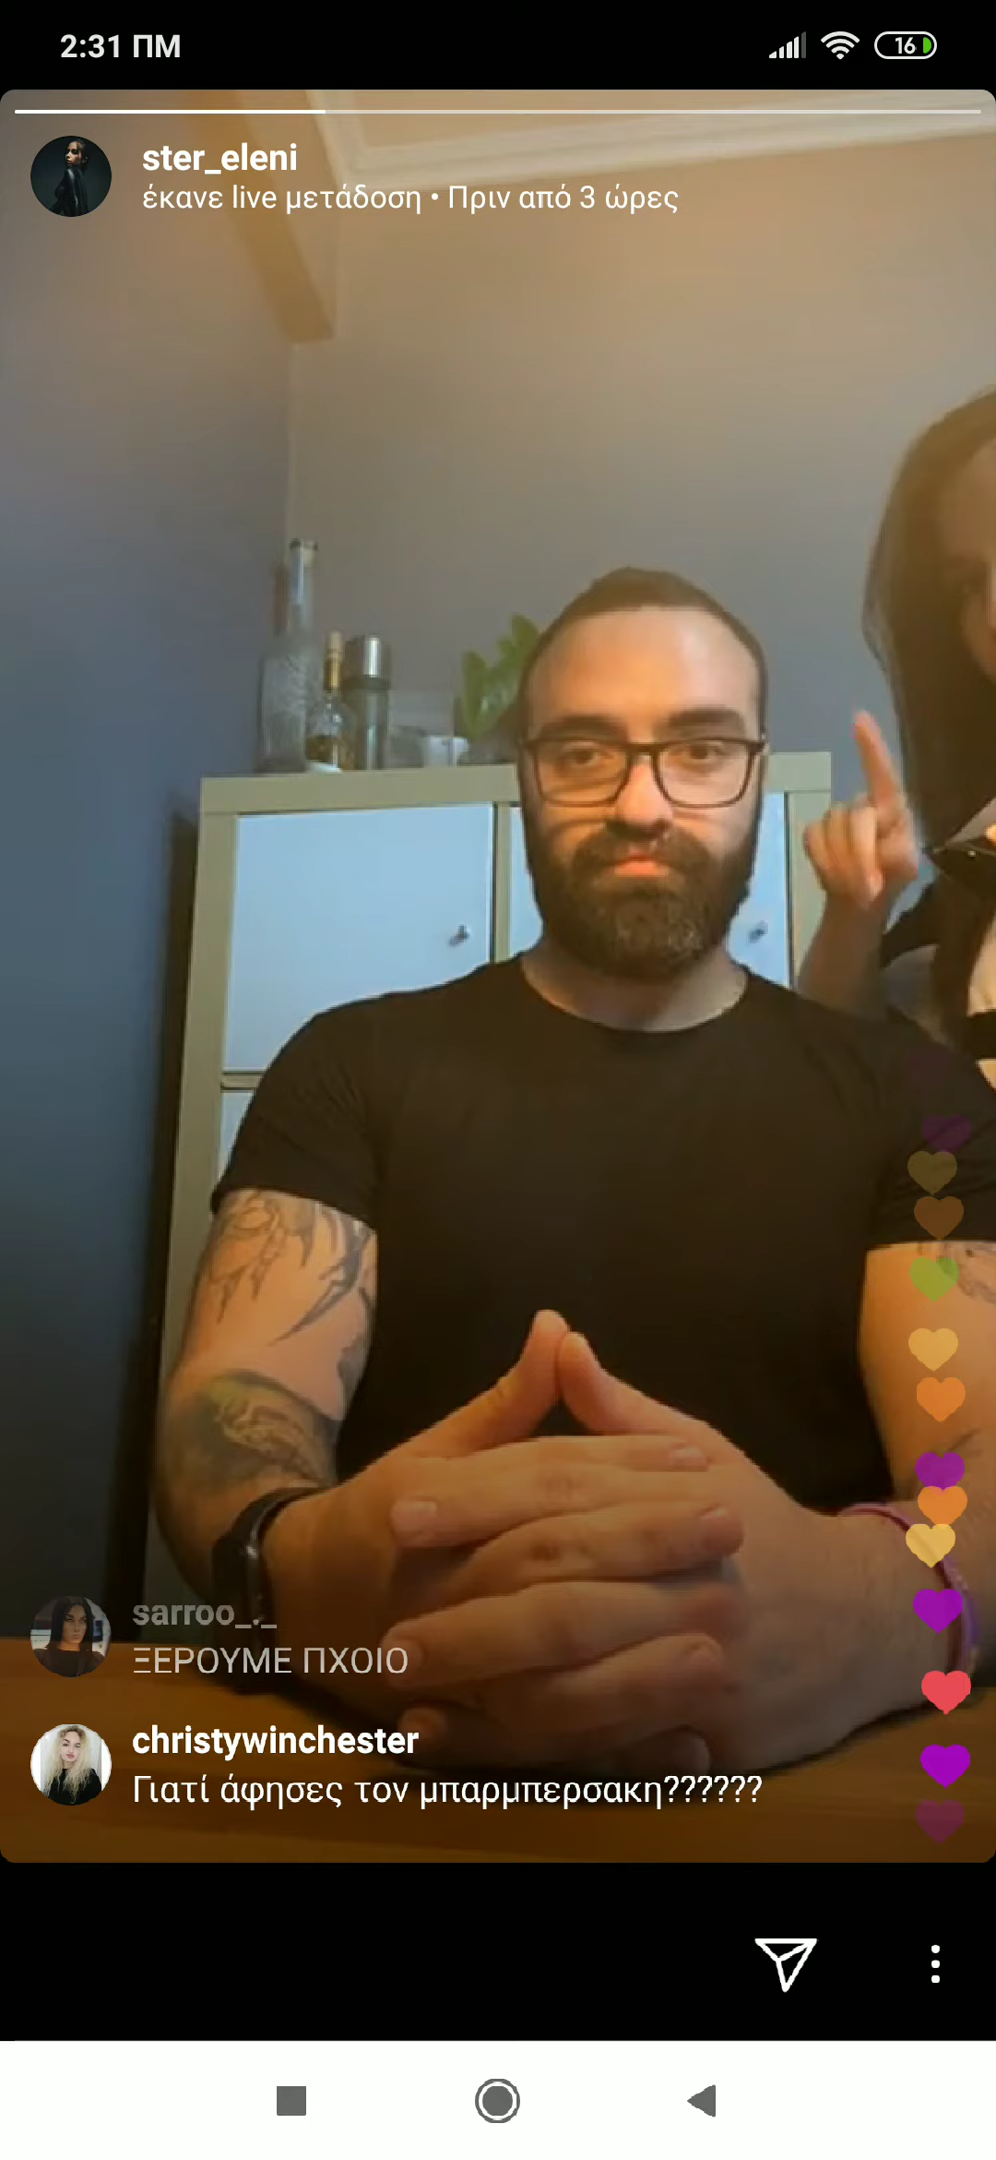 2:31 ΠΜ
16
ster_eleni
έκανε live μετάδοση • Πριν από 3 ώρες
sarroo_._
ΞΕΡΟΥΜΕ ΠΧΟΙΟ
christywinchester
Γιατί άφησες τον μπαρμπερσακη??????